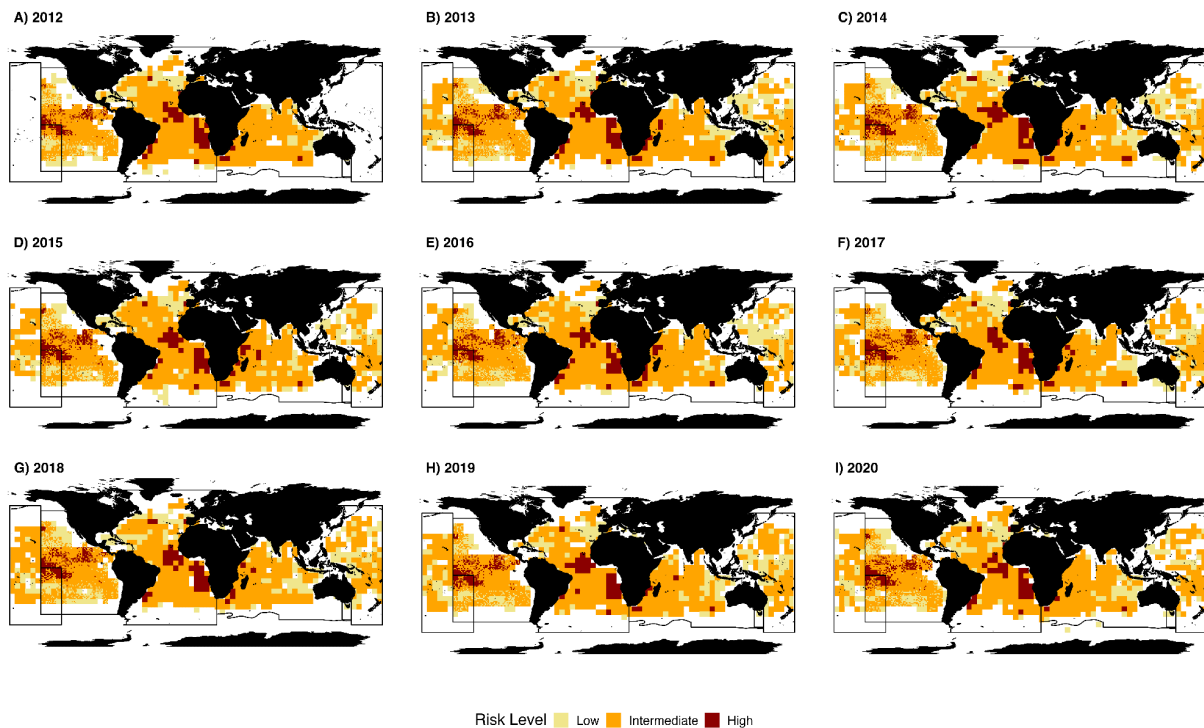 A) 2012
B) 2013
C) 2014
D) 2015
E) 2016
F) 2017
G) 2018
H) 2019
I) 2020
Risk Level Low Intermediate High